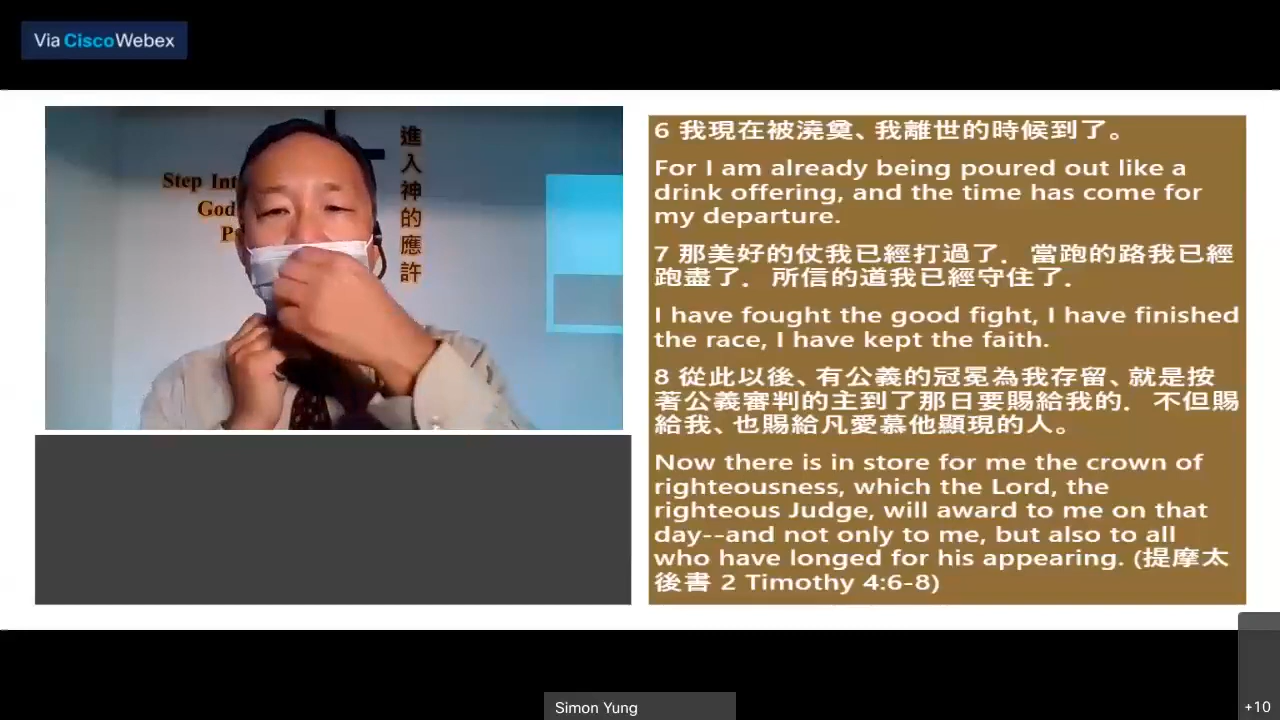 Via CiscoWebex
Step Int
God
進入神的應許
6 我現在被澆奠、我離世的時候到了。
For I am already being poured out like a
drink offering, and the time has come for
my departure.
7 那美好的仗我已經打過了．當跑的路我已經
跑盡了．所信的道我已經守住了．
I have fought the good fight, I have finished
the race, I have kept the faith.
8 從此以後、有公義的冠冕為我存留、就是按
著公義審判的主到了那日要賜給我的．不但賜
給我、也賜給凡愛慕他顯現的人。
Now there is in store for me the crown of
righteousness, which the Lord, the
righteous Judge, will award to me on that
day--and not only to me, but also to all
who have longed for his appearing. (提摩太
後書 2 Timothy 4:6-8)
Simon Yung
+10